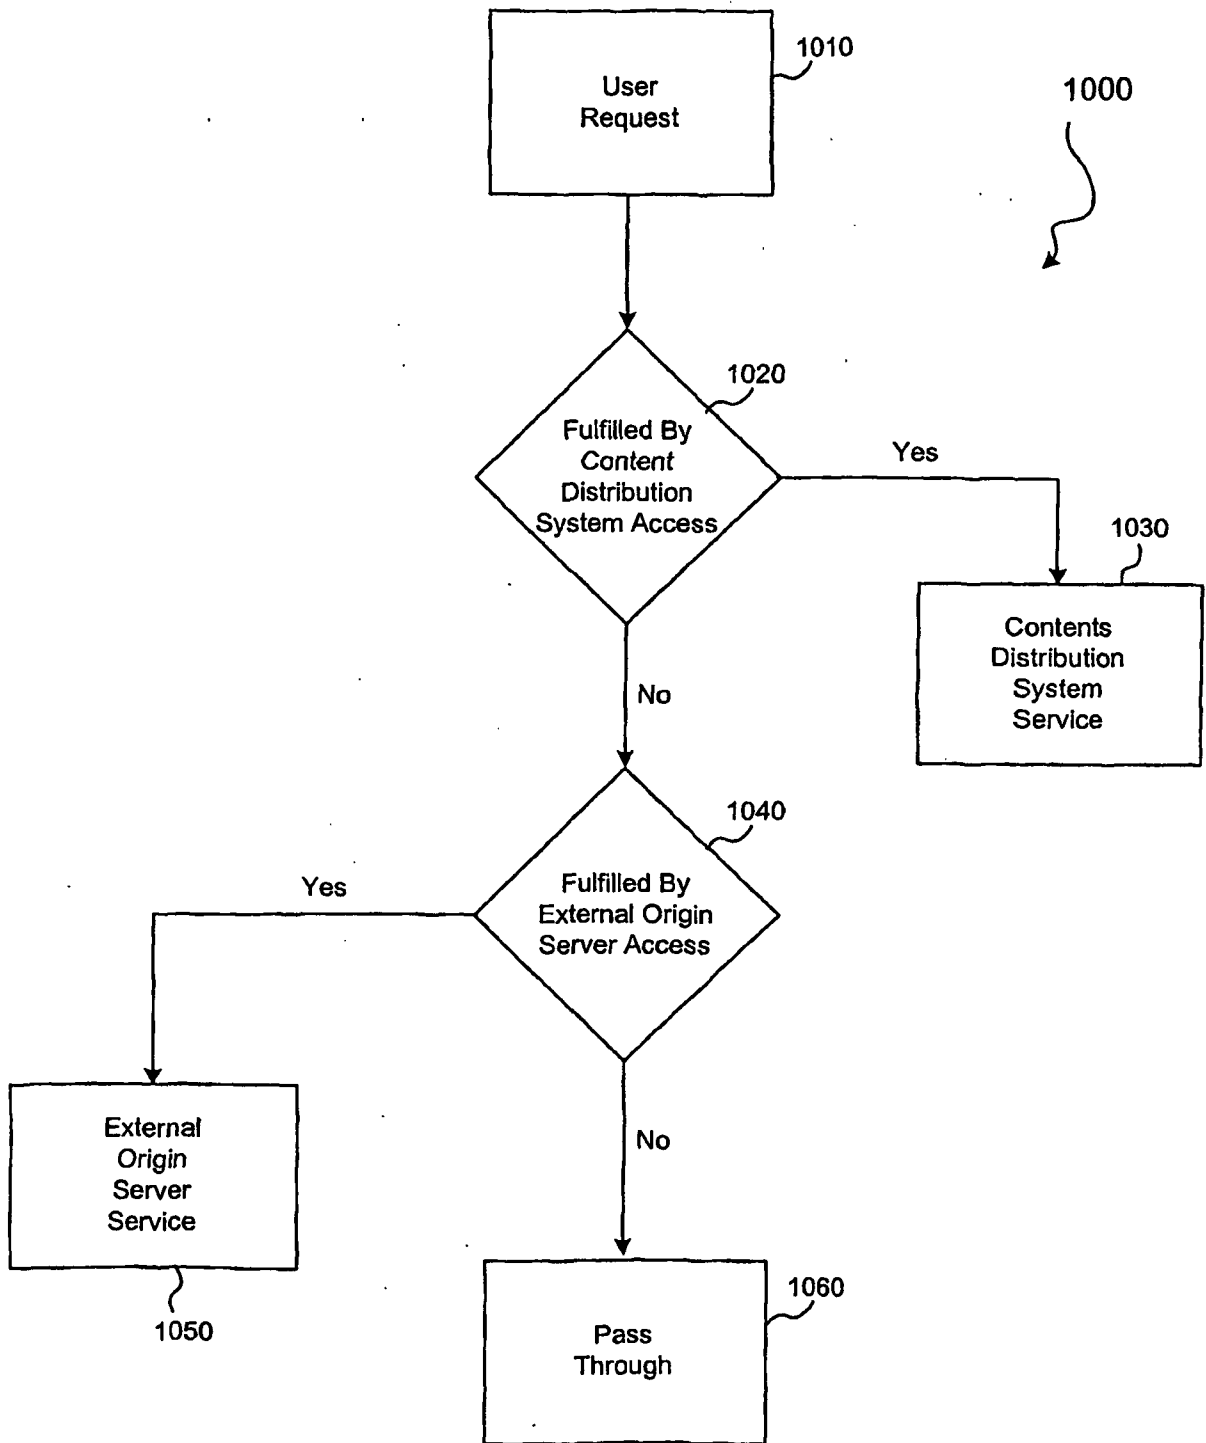 1010
User
Request
1000
1020
Fulfilled By
Content
Distribution
System Access
Yes
1030
Contents
Distribution
System
Service
No
1040
Yes
Fulfilled By
External Origin
Server Access
External
Origin
Server
Service
No
1050
1060
Pass
Through